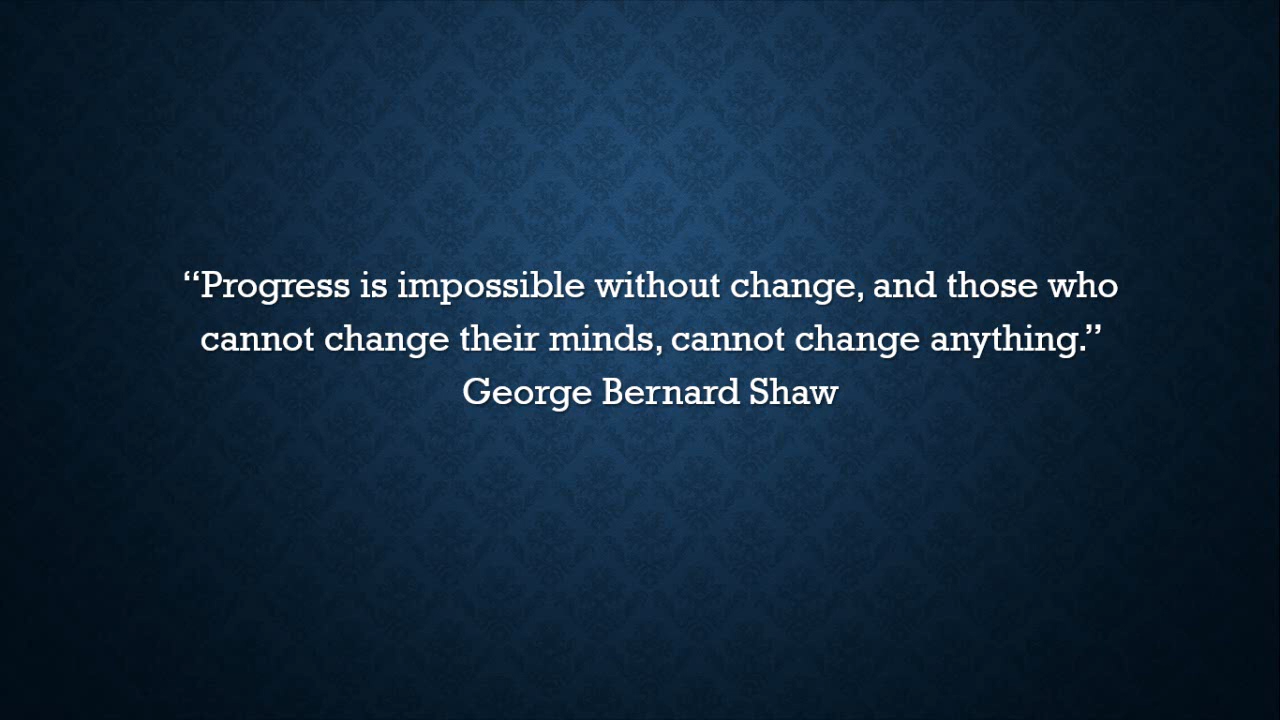 “Progress is impossible without change, and those who
cannot change their minds, cannot change anything.”
George Bernard Shaw